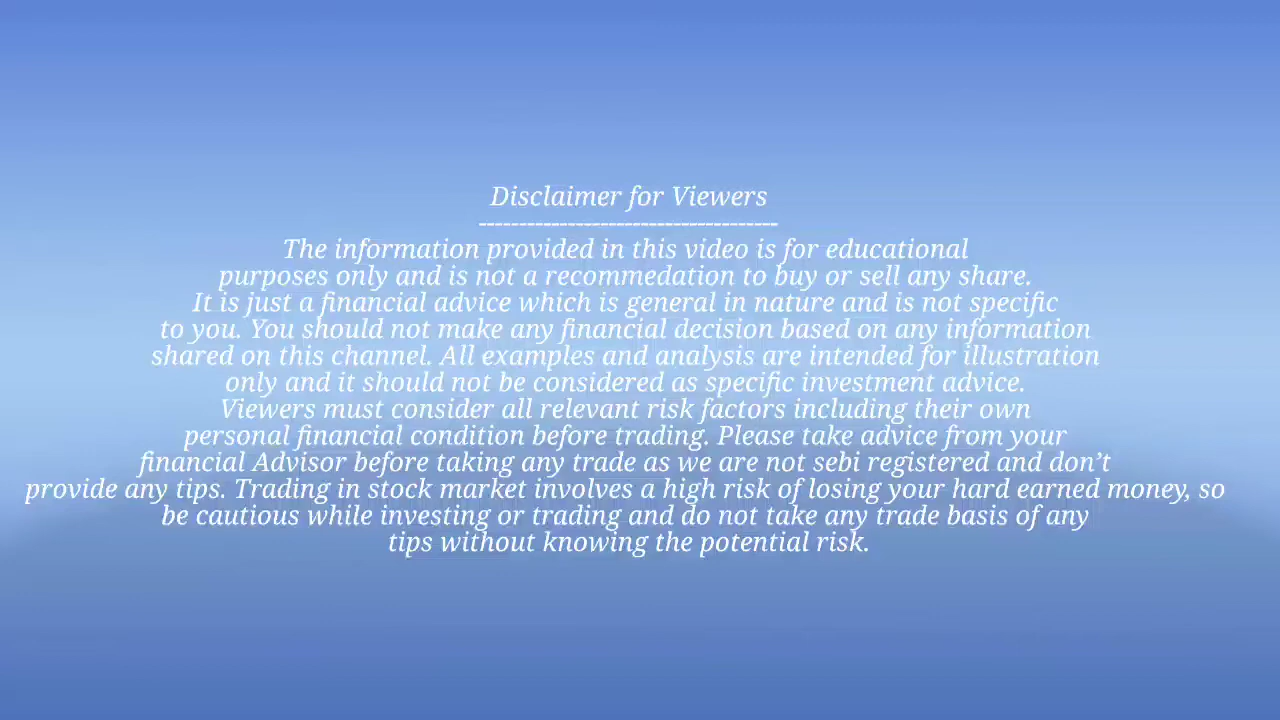 Disclaimer for Viewers
--------------------------------------
The information provided in this video is for educational
purposes only and is not a recommedation to buy or sell any share.
It is just a financial advice which is general in nature and is not specific
to you. You should not make any financial decision based on any information
shared on this channel. All examples and analysis are intended for illustration
only and it should not be considered as specific investment advice.
Viewers must consider all relevant risk factors including their own
personal financial condition before trading. Please take advice from your
financial Advisor before taking any trade as we are not sebi registered and don’t
provide any tips. Trading in stock market involves a high risk of losing your hard earned money, so
be cautious while investing or trading and do not take any trade basis of any
tips without knowing the potential risk.